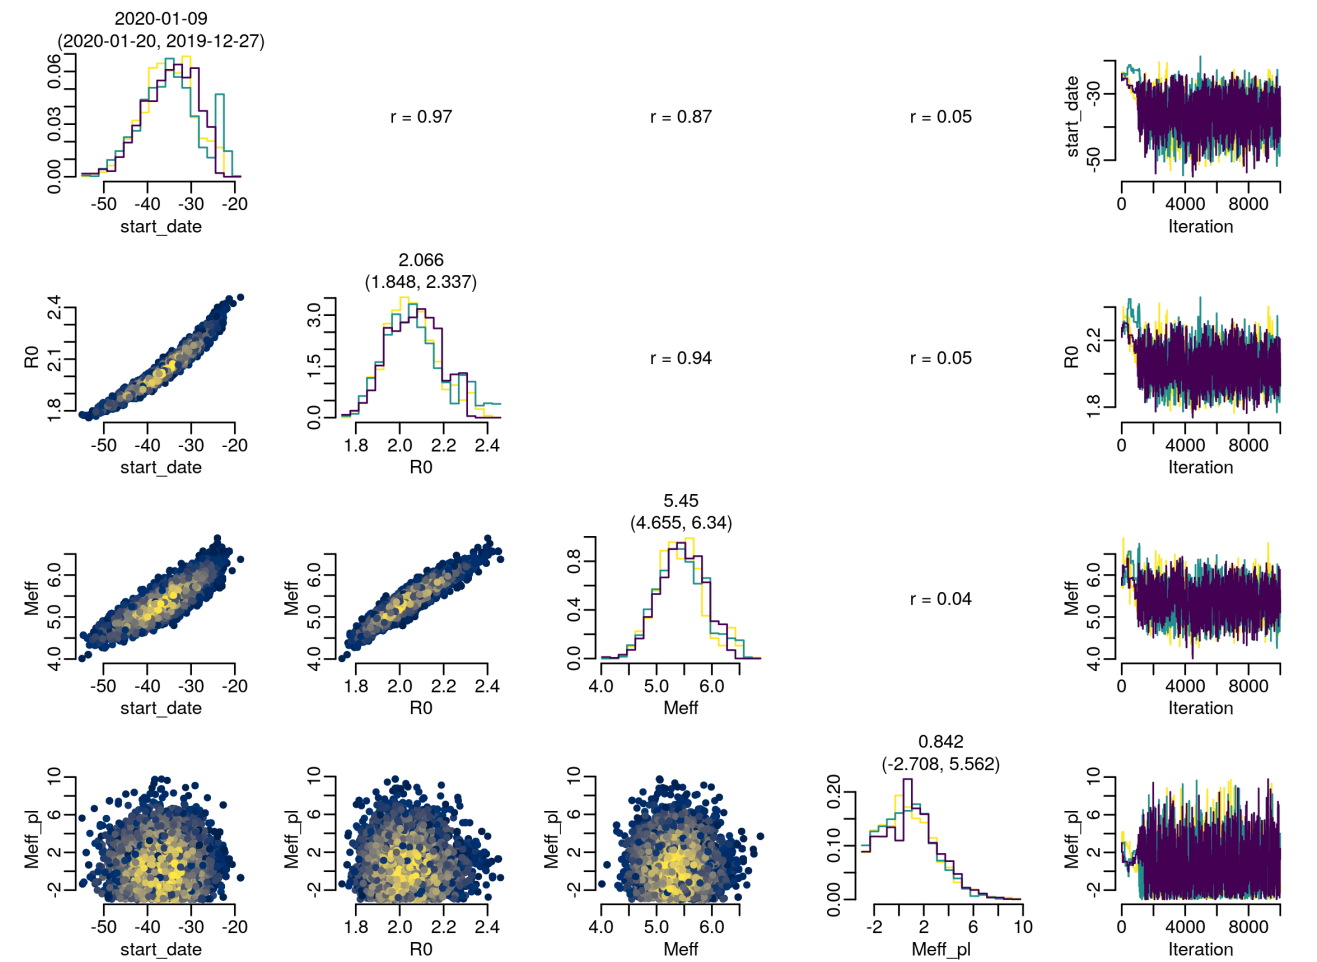 2020-01-09
(2020-01-20, 2019-12-27)
0.00 0.03 0.06
-50 -40 -30 -20
start_date
r = 0.97
r = 0.87
r = 0.05
start_date
-50 -30
0 4000 8000
Iteration
R0
1.8 2.1 2.4
-50 -40 -30 -20
start_date
2.066
(1.848, 2.337)
0.0 1.5 3.0
1.8 2.0 2.2 2.4
R0
r = 0.94
r = 0.05
R0
1.8 2.2
0 4000 8000
Iteration
Meff
4.0 5.0 6.0
-50 -40 -30 -20
start_date
Meff
4.0 5.0 6.0
1.8 2.0 2.2 2.4
R0
5.45
(4.655, 6.34)
0.0 0.4 0.8
4.0 5.0 6.0
Meff
r = 0.04
Meff
4.0 5.0 6.0
0 4000 8000
Iteration
Meff_pl
-2 2 6 10
-50 -40 -30 -20
start_date
Meff_pl
-2 2 6 10
1.8 2.0 2.2 2.4
R0
Meff_pl
-2 2 6 10
4.0 5.0 6.0
Meff
0.842
(-2.708, 5.562)
0.00 0.10 0.20
-2 2 6 10
Meff_pl
Meff_pl
-2 2 6 10
0 4000 8000
Iteration